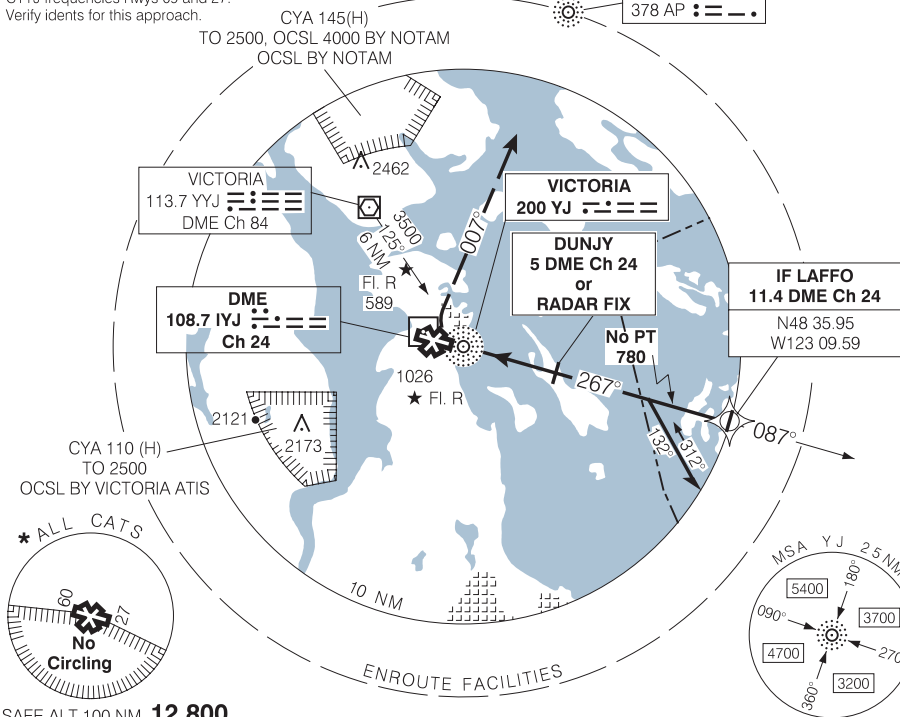 Verify idents for this approach.
378 AP
CYA 145(H)
TO 2500, OCSL 4000 BY NOTAM
OCSL BY NOTAM
2462
VICTORIA
113.7 YYJ
DME Ch 84
3500
125°
6 NM
007°
VICTORIA
200 YJ
DUNJY
5 DME Ch 24
or
RADAR FIX
IF LAFFO
11.4 DME Ch 24
N48 35.95
W123 09.59
Fl. R
589
DME
108.7 IYJ
Ch 24
No PT
780
267°
1026
Fl. R
2121
2173
132°
312°
087°
CYA 110 (H)
TO 2500
OCSL BY VICTORIA ATIS
*ALL CATS
60
27
No
Circling
10 NM
ENROUTE FACILITIES
MSA YJ 25NM
180°
5400
090°
3700
4700
270
3200
360°
SAFE ALT 100 NM 12,800